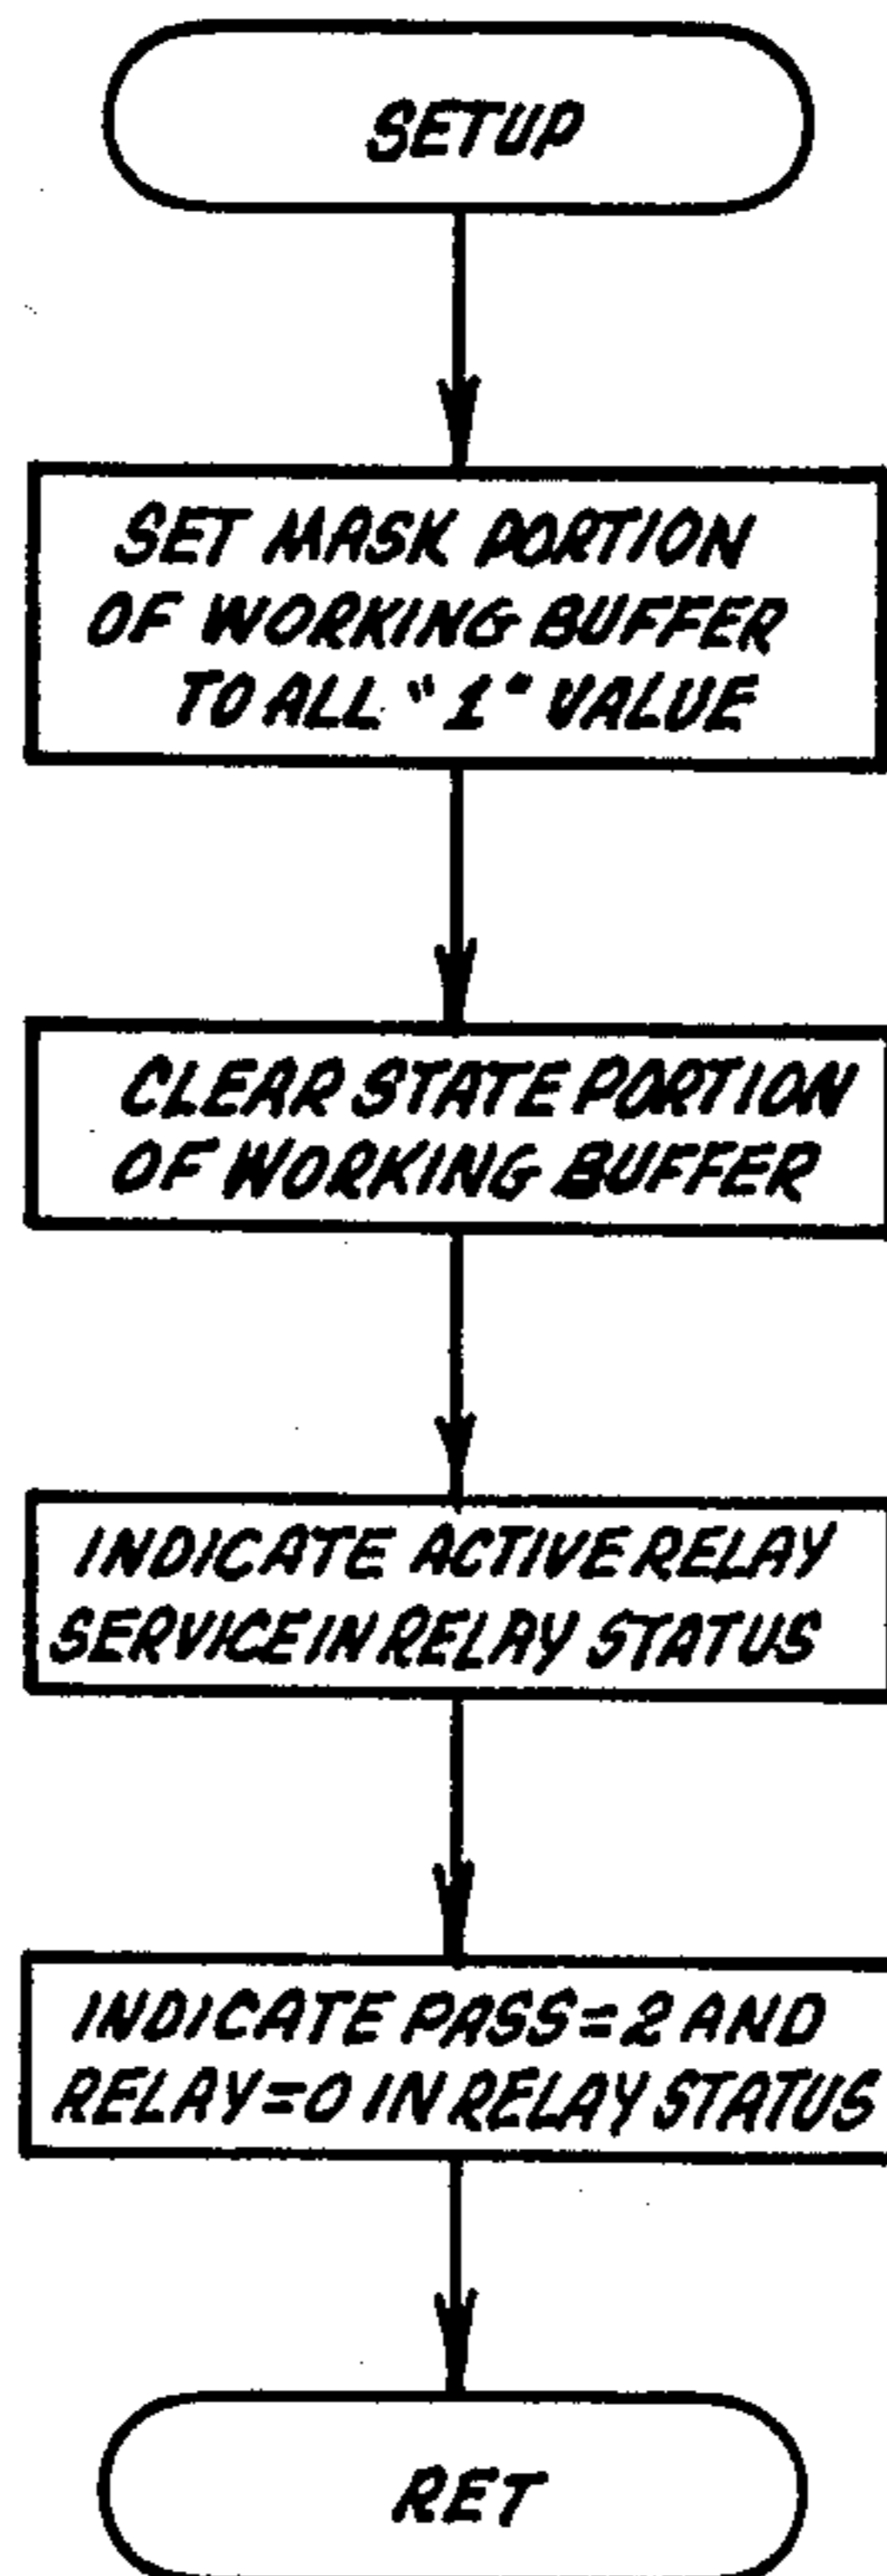 SETUP
SET MASK PORTION
OF WORKING BUFFER
TO ALL "1" VALUE
CLEAR STATE PORTION
OF WORKING BUFFER
INDICATE ACTIVE RELAY
SERVICE IN RELAY STATUS
INDICATE PASS=2 AND
RELAY=0 IN RELAY STATUS
RET